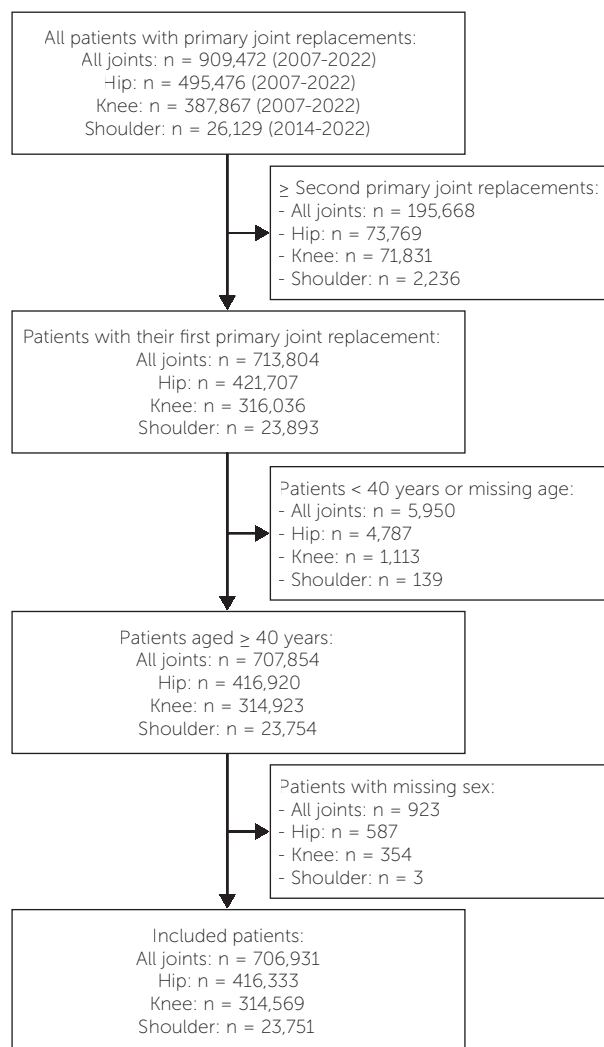 All patients with primary joint replacements:
All joints: n = 909,472 (2007-2022)
Hip: n = 495,476 (2007-2022)
Knee: n = 387,867 (2007-2022)
Shoulder: n = 26,129 (2014-2022)
≥ Second primary joint replacements:
- All joints: n = 195,668
- Hip: n = 73,769
- Knee: n = 71,831
- Shoulder: n = 2,236
Patients with their first primary joint replacement:
All joints: n = 713,804
Hip: n = 421,707
Knee: n = 316,036
Shoulder: n = 23,893
Patients < 40 years or missing age:
- All joints: n = 5,950
- Hip: n = 4,787
- Knee: n = 1,113
- Shoulder: n = 139
Patients aged ≥ 40 years:
All joints: n = 707,854
Hip: n = 416,920
Knee: n = 314,923
Shoulder: n = 23,754
Patients with missing sex:
- All joints: n = 923
- Hip: n = 587
- Knee: n = 354
- Shoulder: n = 3
Included patients:
All joints: n = 706,931
Hip: n = 416,333
Knee: n = 314,569
Shoulder: n = 23,751